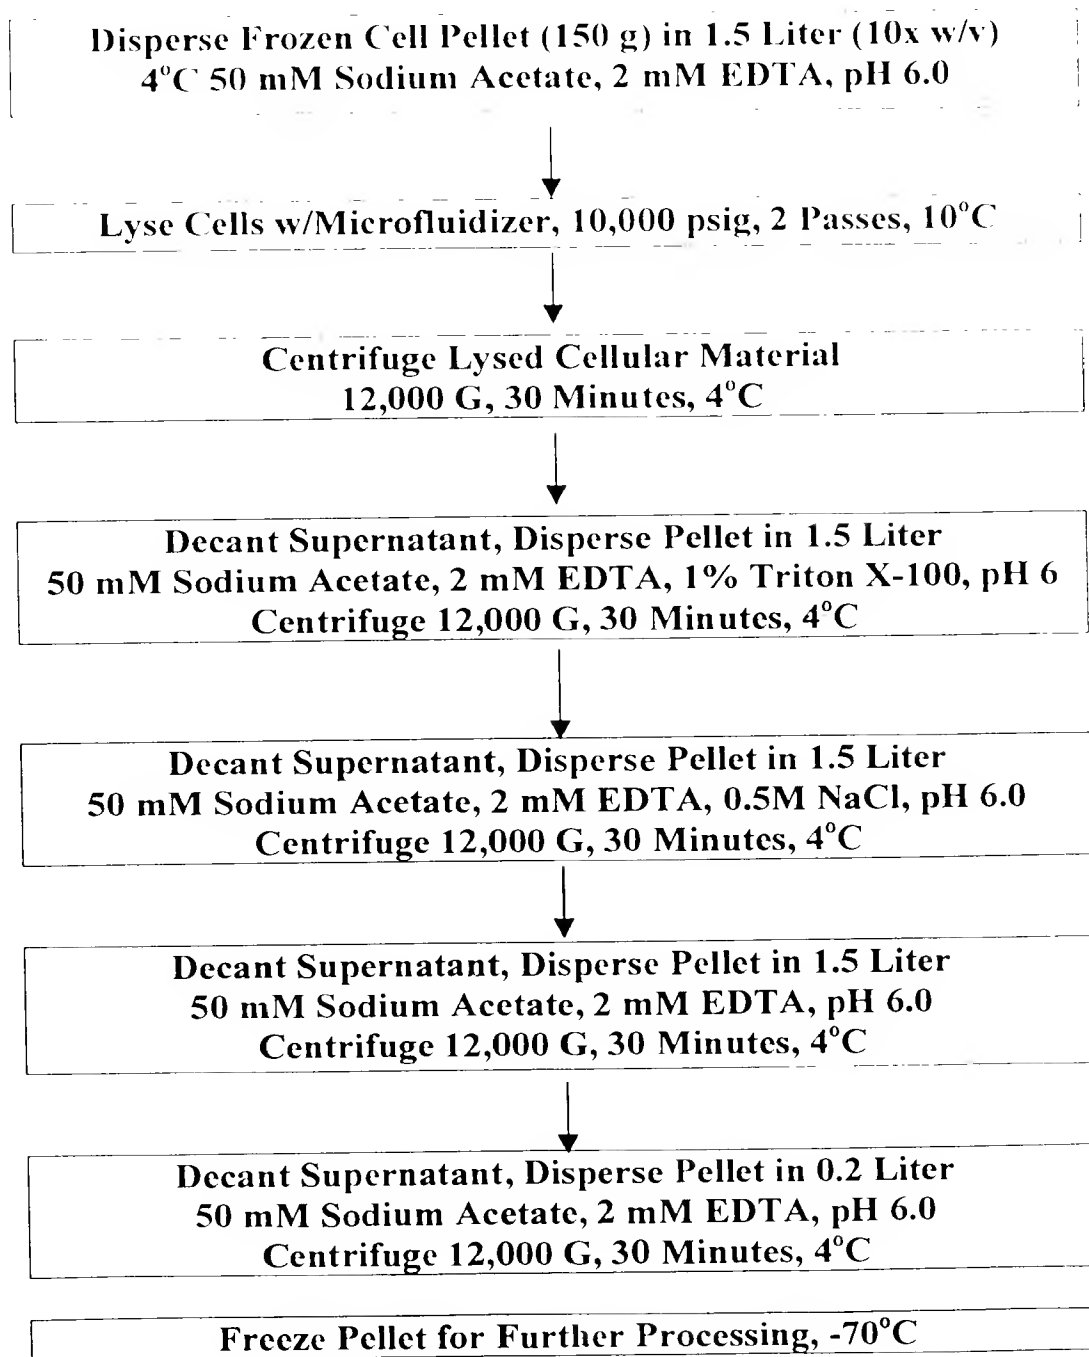 Disperse Frozen Cell Pellet (150 g) in 1.5 Liter (10x w/v)
4°C 50 mM Sodium Acetate, 2 mM EDTA, pH 6.0
Lyse Cells w/Microfluidizer, 10,000 psig, 2 Passes, 10°C
Centrifuge Lysed Cellular Material
12,000 G, 30 Minutes, 4°C
Decant Supernatant, Disperse Pellet in 1.5 Liter
50 mM Sodium Acetate, 2 mM EDTA, 1% Triton X-100, pH 6
Centrifuge 12,000 G, 30 Minutes, 4°C
Decant Supernatant, Disperse Pellet in 1.5 Liter
50 mM Sodium Acetate, 2 mM EDTA, 0.5M NaCl, pH 6.0
Centrifuge 12,000 G, 30 Minutes, 4°C
Decant Supernatant, Disperse Pellet in 1.5 Liter
50 mM Sodium Acetate, 2 mM EDTA, pH 6.0
Centrifuge 12,000 G, 30 Minutes, 4°C
Decant Supernatant, Disperse Pellet in 0.2 Liter
50 mM Sodium Acetate, 2 mM EDTA, pH 6.0
Centrifuge 12,000 G, 30 Minutes, 4°C
Freeze Pellet for Further Processing, -70°C